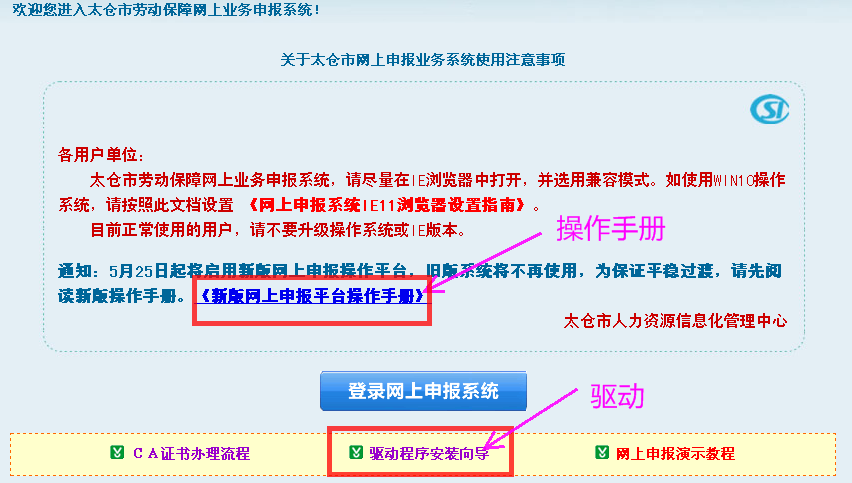 欢迎您进入太仓市劳动保障网上业务申报系统！
关于太仓市网上申报业务系统使用注意事项
CSI
各用户单位：
太仓市劳动保障网上业务申报系统，请尽量在IE浏览器中打开，并选用兼容模式。如使用WIN10操作
系统，请按照此文档设置 《网上申报系统IE11浏览器设置指南》。
目前正常使用的用户，请不要升级操作系统或IE版本。
操作手册
通知：5月25日起将启用新版网上申报操作平台，旧版系统将不再使用，为保证平稳过渡，请先阅
读新版操作手册。《新版网上申报平台操作手册》
太仓市人力资源信息化管理中心
登录网上申报系统
驱动
CA证书办理流程
驱动程序安装向导
网上申报演示教程